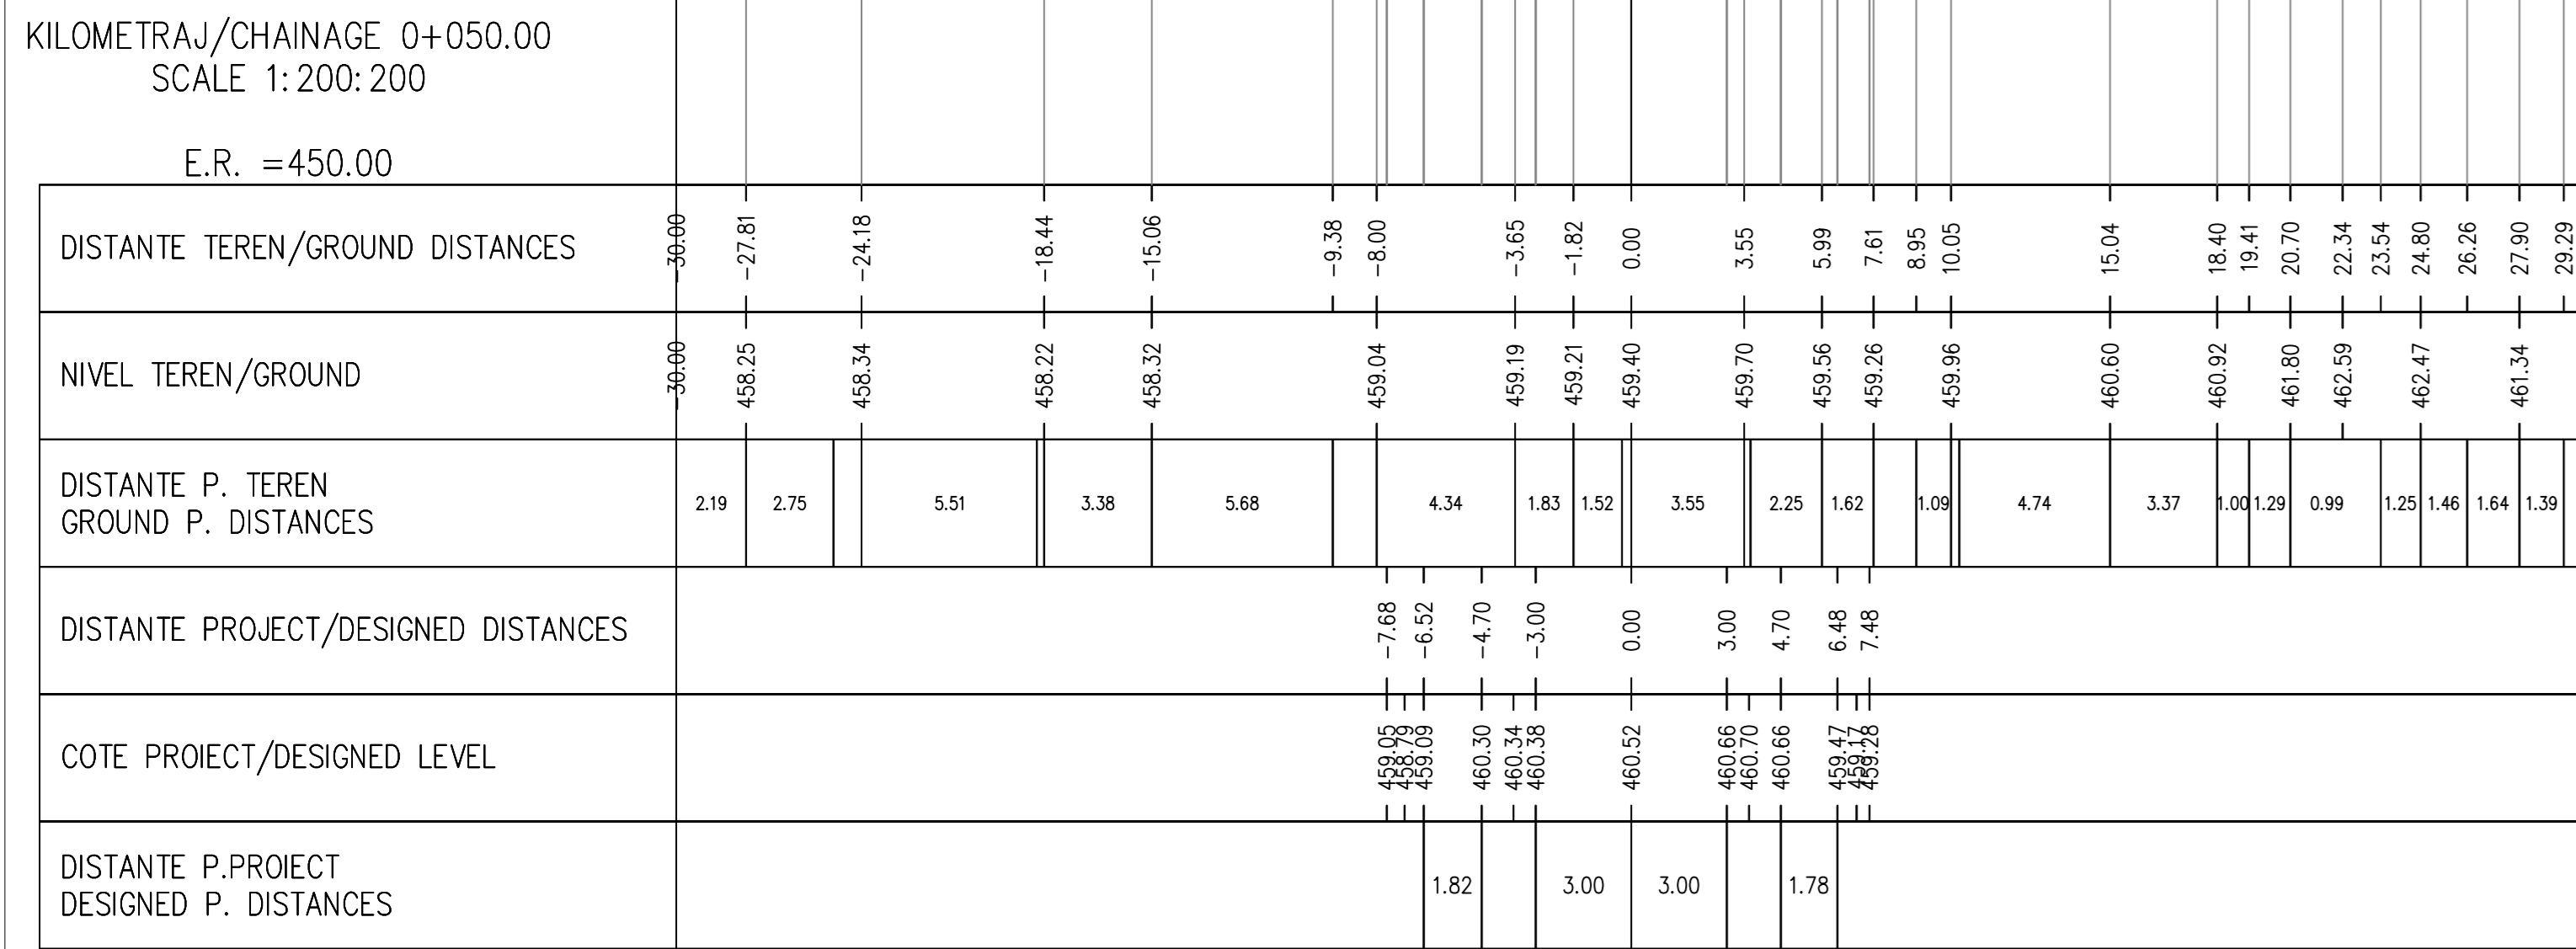 KILOMETRAJ/CHAINAGE 0+050.00
SCALE 1:200:200
E.R. =450.00
DISTANTE TEREN/GROUND DISTANCES
-30.00 -27.81 -24.18 -18.44 -15.06 -9.38 -8.00 -3.65 -1.82 0.00 3.55 5.99 7.61 8.95 10.05 15.04 18.40 19.41 20.70 22.34 23.54 24.80 26.26 27.90 29.29
NIVEL TEREN/GROUND
-30.00 458.25 458.34 458.22 458.32 459.04 459.19 459.21 459.40 459.70 459.56 459.26 459.96 460.60 460.92 461.80 462.59 462.47 461.34
DISTANTE P. TEREN
GROUND P. DISTANCES
2.19 2.75 5.51 3.38 5.68 4.34 1.83 1.52 3.55 2.25 1.62 1.09 4.74 3.37 1.00 1.29 0.99 1.25 1.46 1.64 1.39
DISTANTE PROJECT/DESIGNED DISTANCES
-7.68 -6.52 -4.70 -3.00 0.00 3.00 4.70 6.48 7.48
COTE PROIECT/DESIGNED LEVEL
459.05 458.79 459.09 460.30 460.34 460.38 460.52 460.66 460.70 460.66 459.47 459.17 459.28
DISTANTE P.PROIECT
DESIGNED P. DISTANCES
1.82 3.00 3.00 1.78